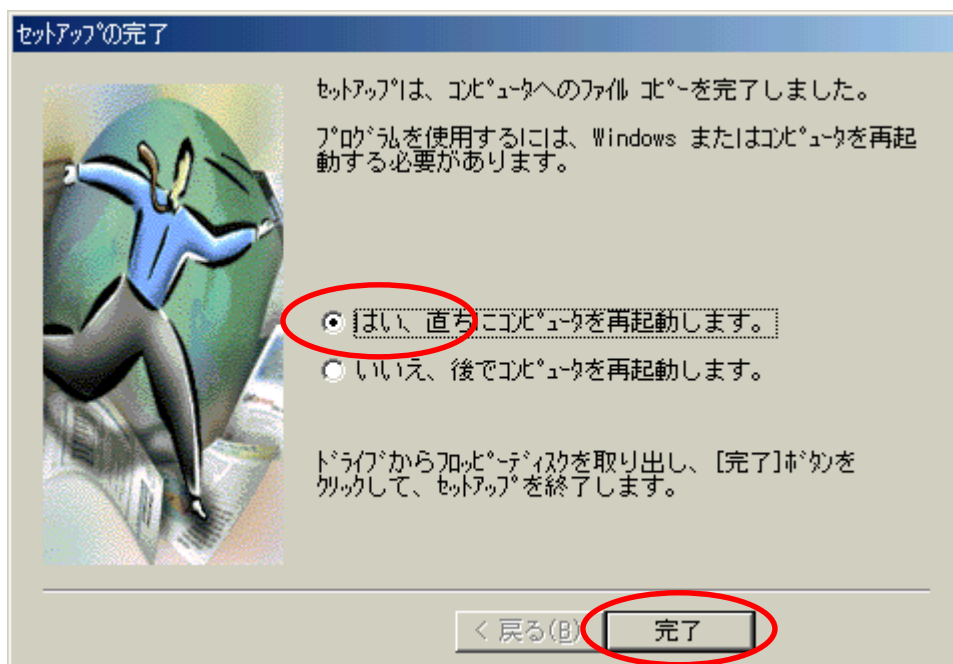 ｾｯﾄｱｯﾌﾟの完了
ｾｯﾄｱｯﾌﾟは、ｺﾝﾋﾟｭｰﾀへのﾌｧｲﾙ ｺﾋﾟｰを完了しました。
ﾌﾟﾛｸﾞﾗﾑを使用するには、Windows またはｺﾝﾋﾟｭｰﾀを再起
動する必要があります。
はい、直ちにｺﾝﾋﾟｭｰﾀを再起動します。
いいえ、後でｺﾝﾋﾟｭｰﾀを再起動します。
ﾄﾞﾗｲﾌﾞからﾌﾛｯﾋﾟｰﾃﾞｨｽｸを取り出し、[完了]ﾎﾞﾀﾝを
ｸﾘｯｸして、ｾｯﾄｱｯﾌﾟを終了します。
< 戻る(B)
完了